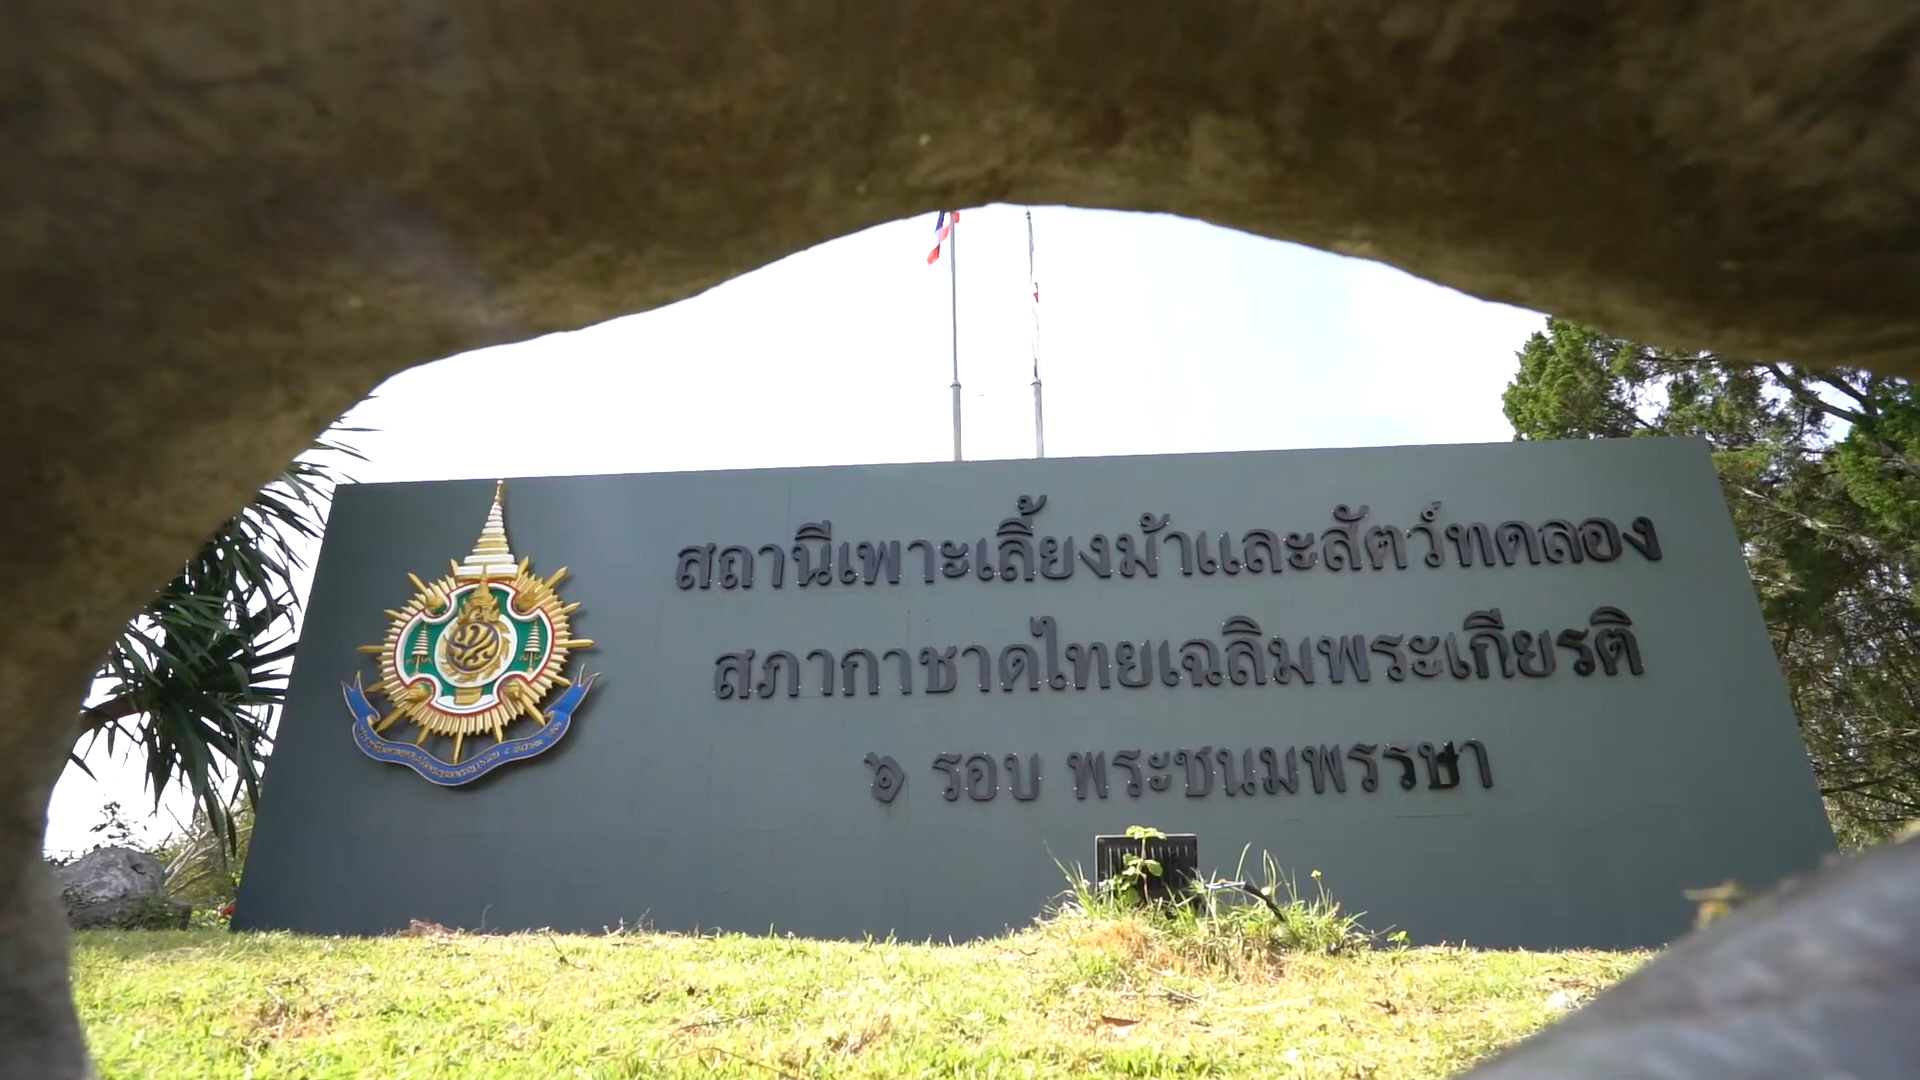 สถานีเพาะเลี้ยงม้าและสัตว์ทดลอง
สภากาชาดไทยเฉลิมพระเกียรติ
๖ รอบ พระชนมพรรษา